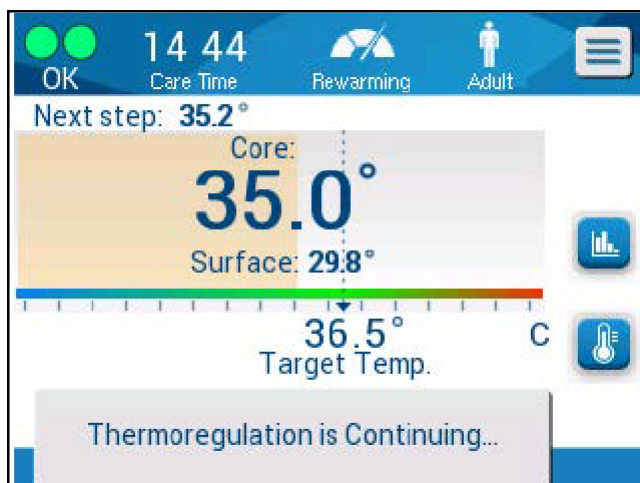 OK
14 44
Care Time
Rewarming
Adult
Next step: 35.2°
Core:
35.0°
Surface: 29.8°
36.5° C
Target Temp.
Thermoregulation is Continuing...